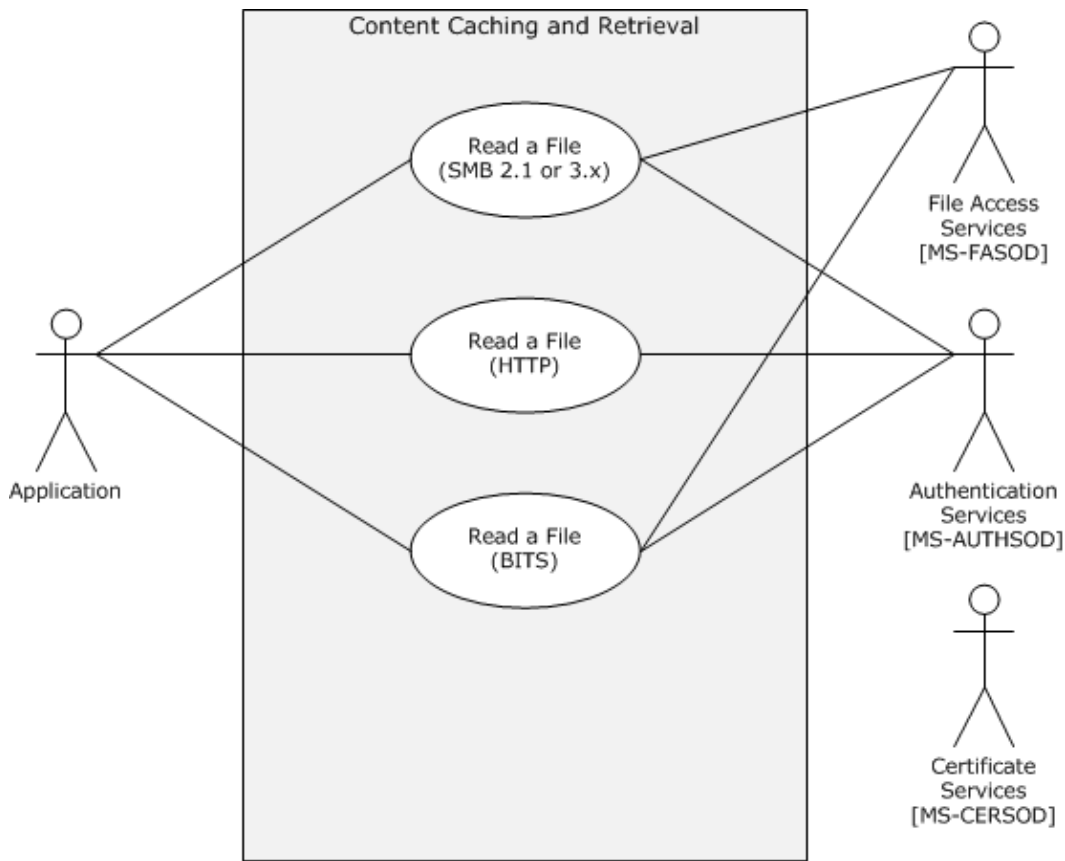 Content Caching and Retrieval
Read a File
(SMB 2.1 or 3.x)
File Access
Services
[MS-FASOD]
Read a File
(HTTP)
Application
Authentication
Services
[MS-AUTHSOD]
Read a File
(BITS)
Certificate
Services
[MS-CERSOD]